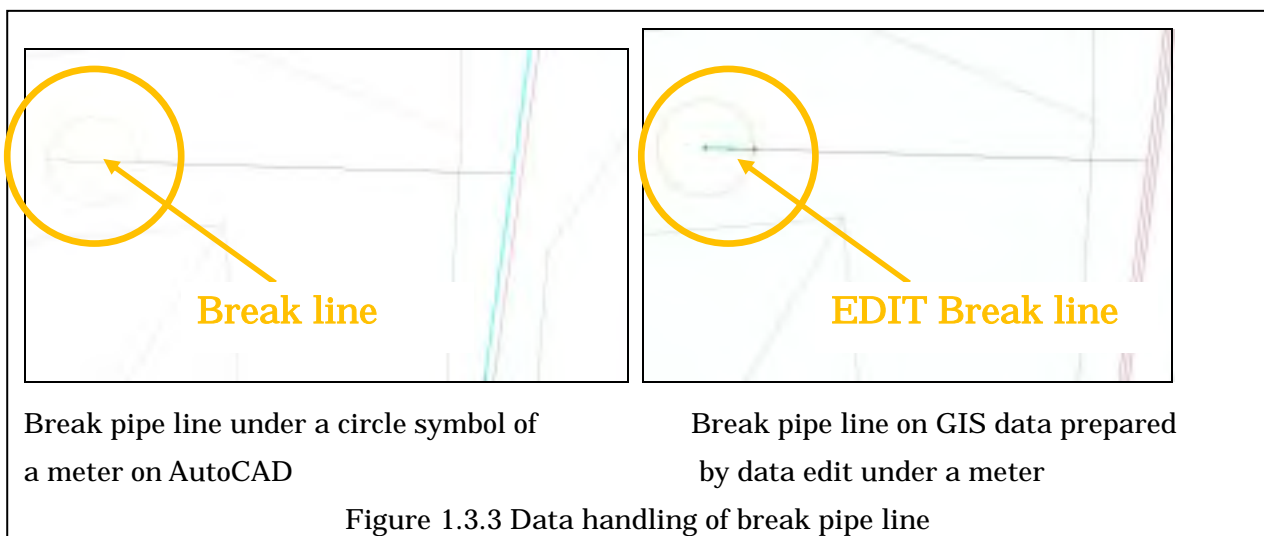 Break line
EDIT Break line
Break pipe line under a circle symbol of
a meter on AutoCAD
Break pipe line on GIS data prepared
by data edit under a meter
Figure 1.3.3 Data handling of break pipe line